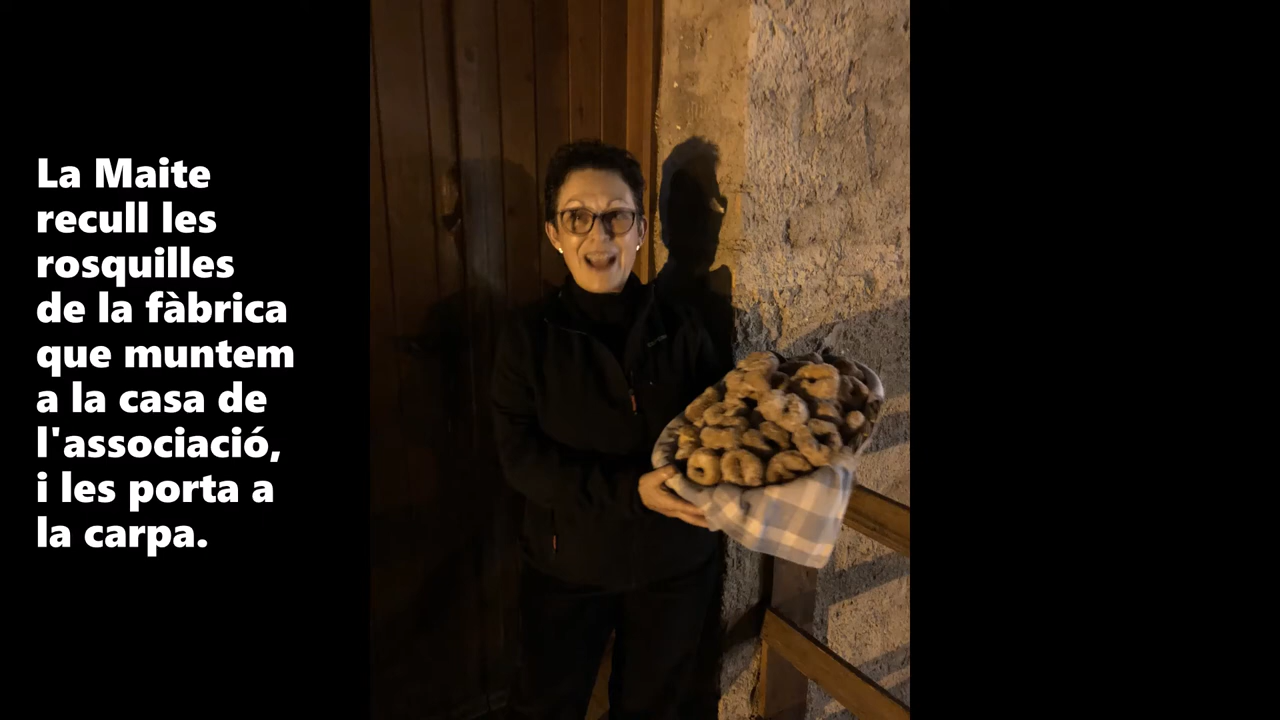 La Maite
recull les
rosquilles
de la fàbrica
que muntem
a la casa de
l'associació,
i les porta a
la carpa.